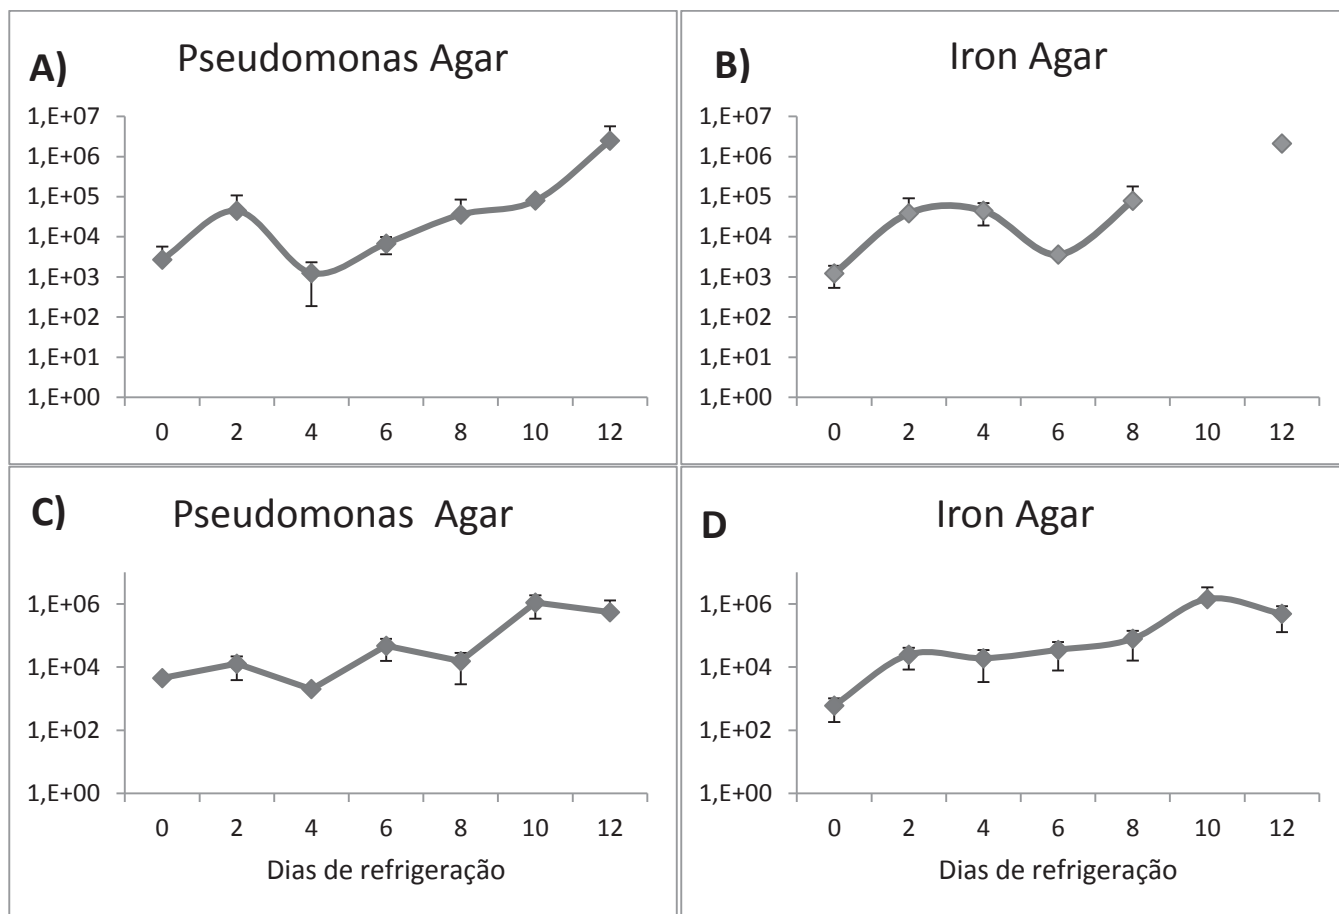 A)
Pseudomonas Agar
1,E+07
1,E+06
1,E+05
1,E+04
1,E+03
1,E+02
1,E+01
1,E+00
0 2 4 6 8 10 12
B)
Iron Agar
1,E+07
1,E+06
1,E+05
1,E+04
1,E+03
1,E+02
1,E+01
1,E+00
0 2 4 6 8 10 12
C)
Pseudomonas Agar
1,E+06
1,E+04
1,E+02
1,E+00
0 2 4 6 8 10 12
Dias de refrigeração
D
Iron Agar
1,E+06
1,E+04
1,E+02
1,E+00
0 2 4 6 8 10 12
Dias de refrigeração